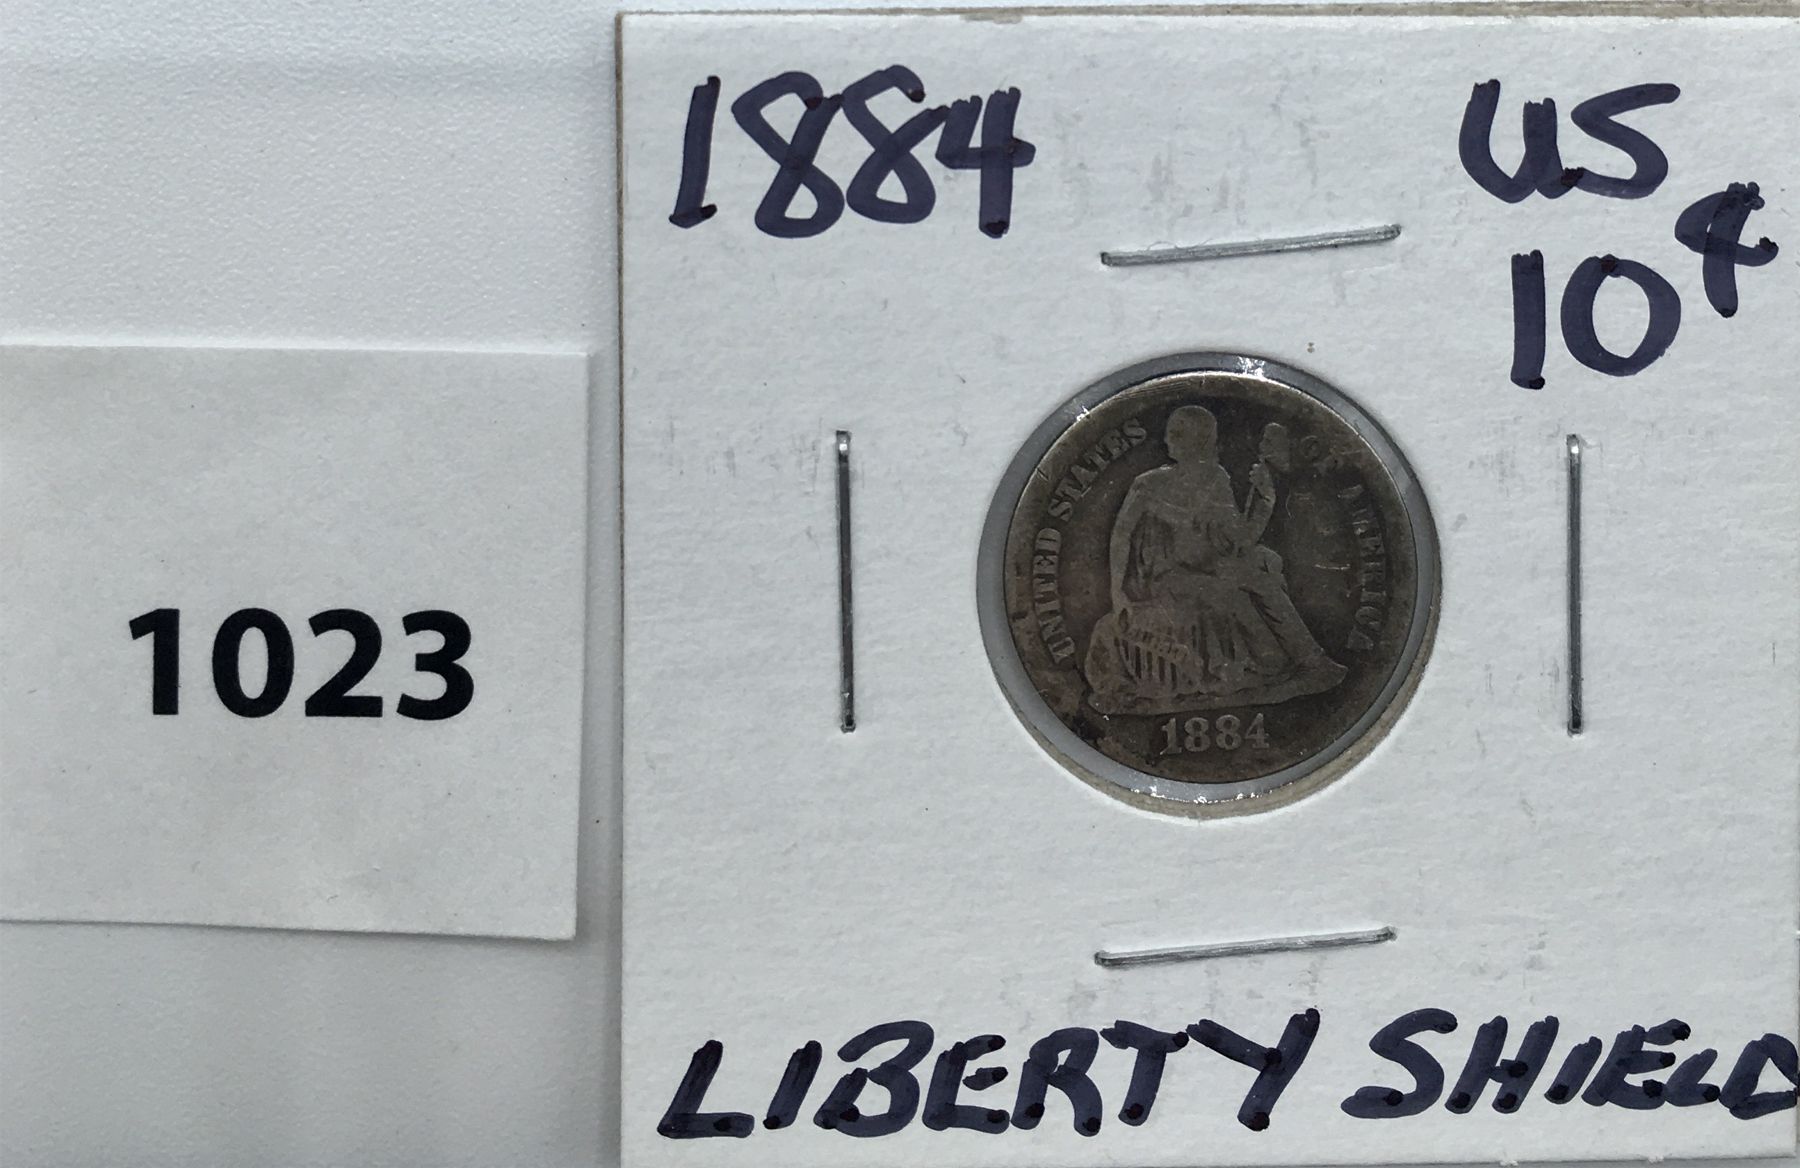 1884
US
10¢
1023
UNITED STATES OF AMERICA
1884
LIBERTY SHIELD